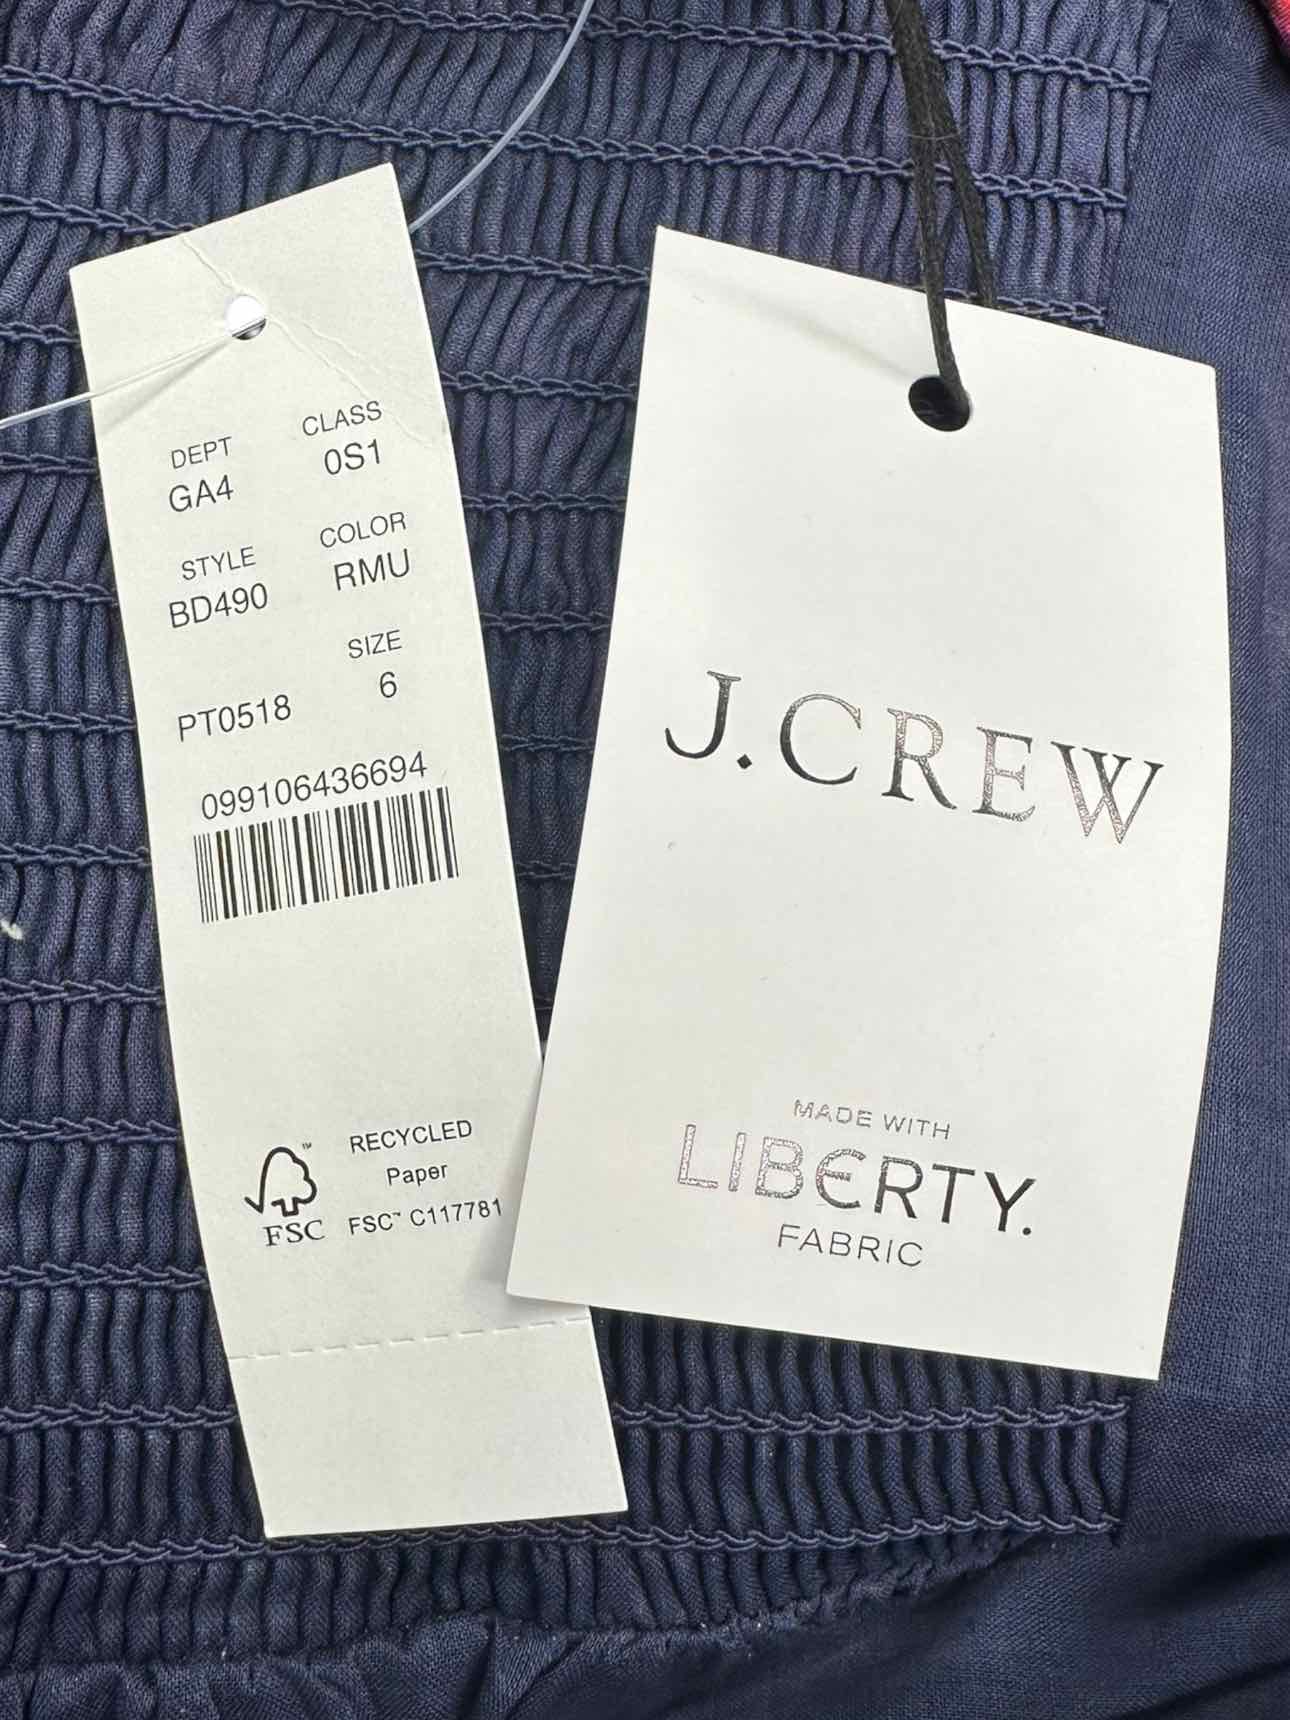 DEPT CLASS
GA4 0S1
STYLE COLOR
BD490 RMU
SIZE
PT0518 6
099106436694
RECYCLED
Paper
FSC™ C117781
™
FSC
J.CREW
MADE WITH
LIBERTY.
FABRIC